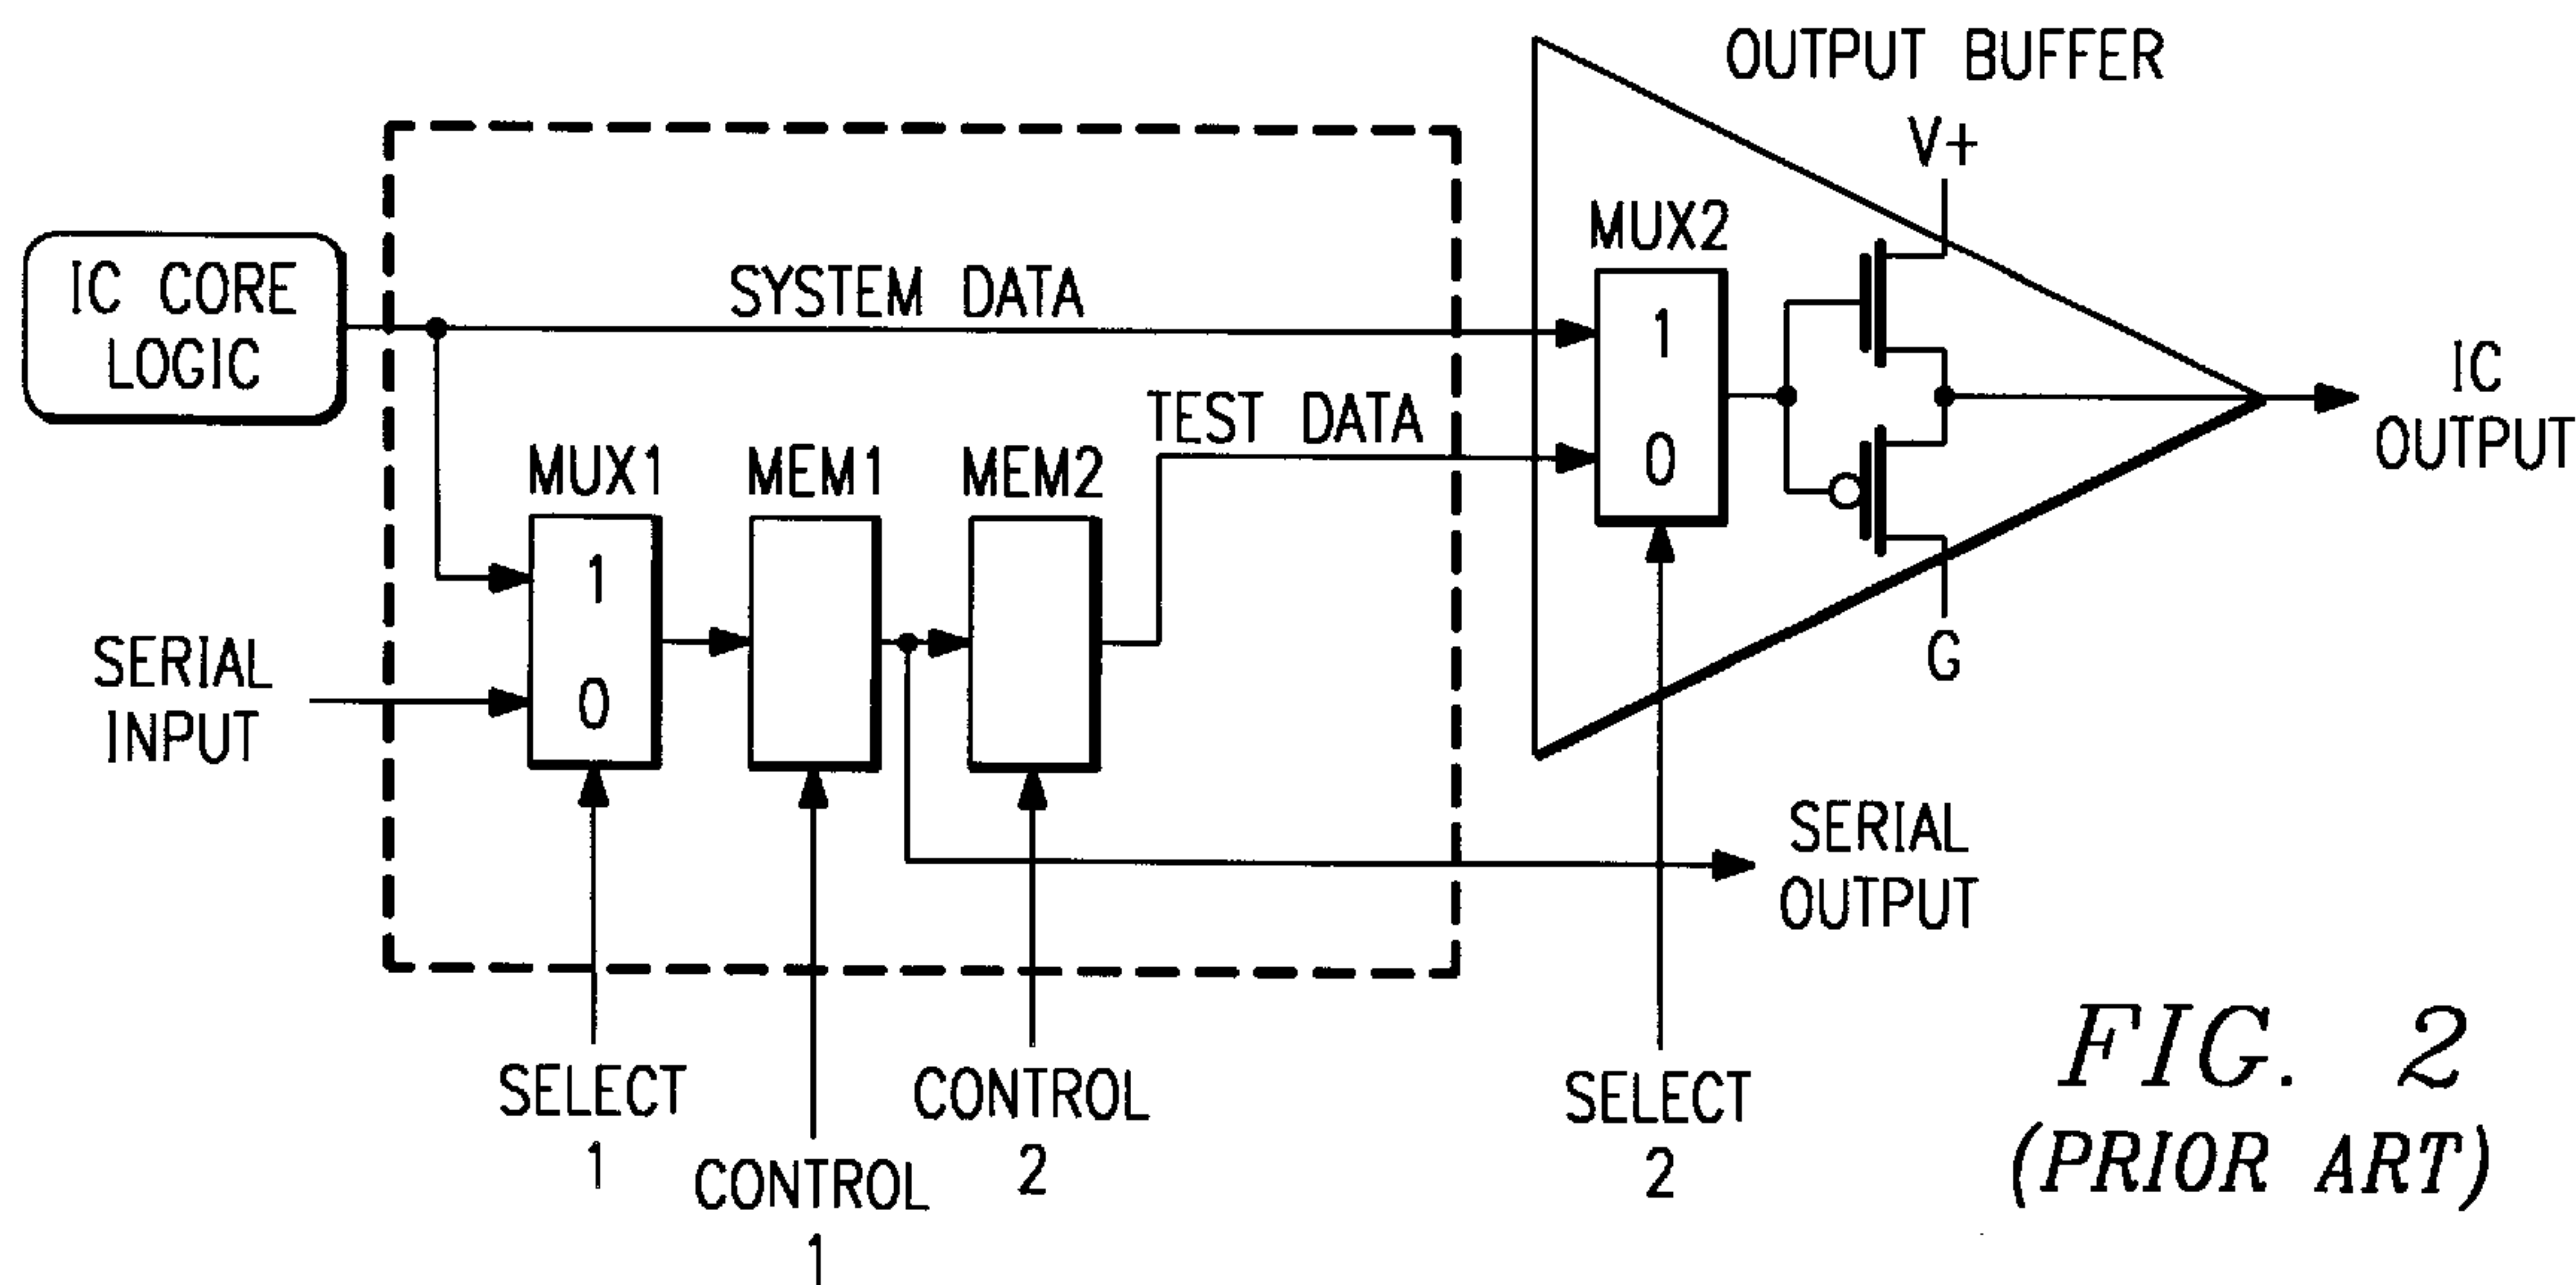 OUTPUT BUFFER
V+
MUX2
IC CORE
LOGIC
SYSTEM DATA
1
0
IC
OUTPUT
TEST DATA
MUX1
MEM1
MEM2
1
0
SERIAL
INPUT
G
SERIAL
OUTPUT
SELECT
1
CONTROL
1
CONTROL
2
SELECT
2
FIG. 2
(PRIOR ART)